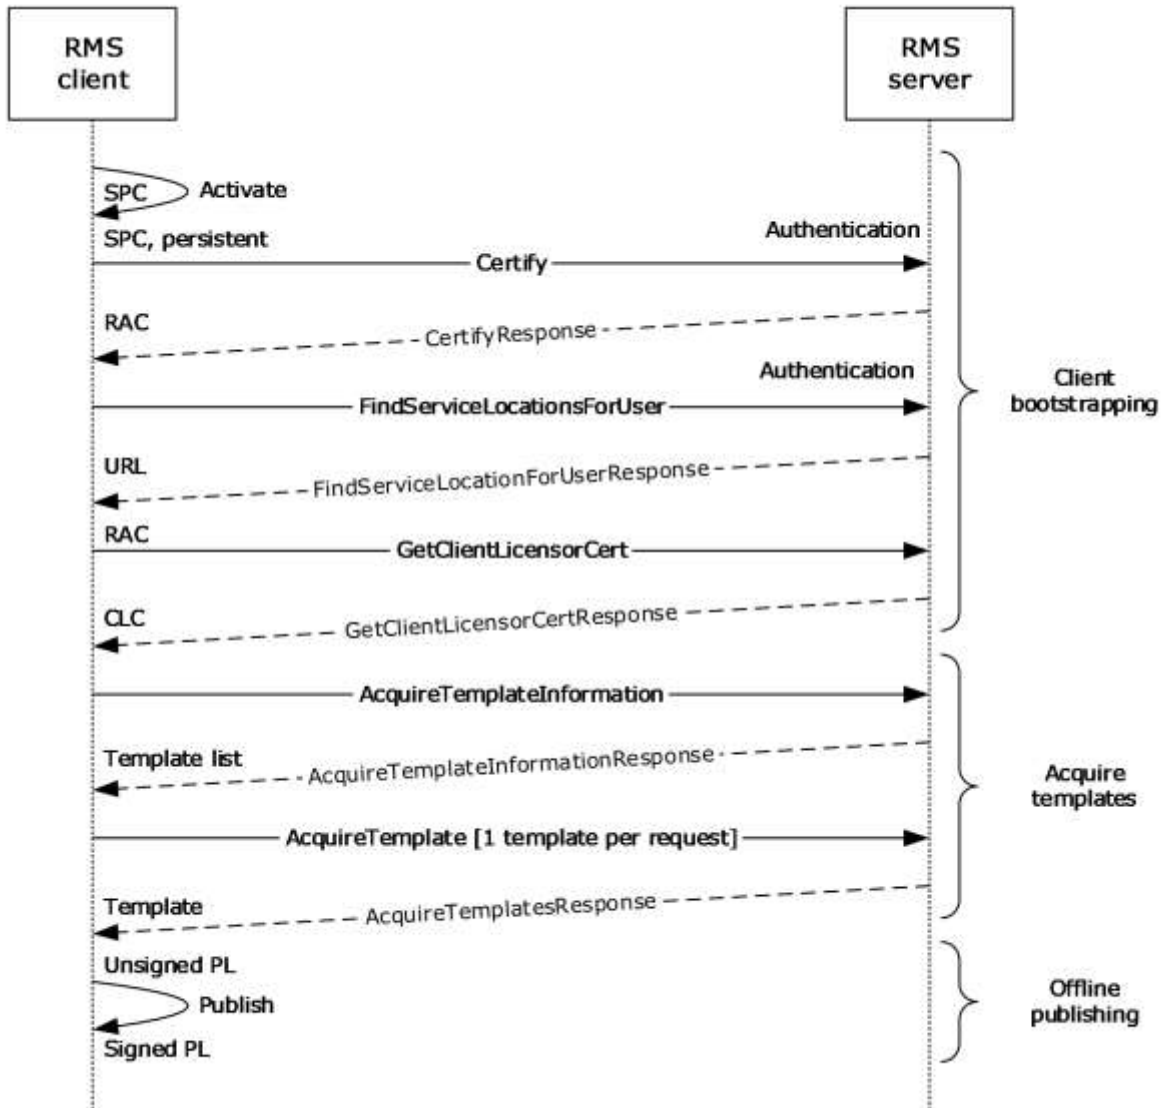 RMS
client
RMS
server
SPC
Activate
SPC, persistent
Authentication
Certify
RAC
CertifyResponse
Authentication
FindServiceLocationsForUser
Client
bootstrapping
URL
FindServiceLocationForUserResponse
RAC
GetClientLicensorCert
CLC
GetClientLicensorCertResponse
AcquireTemplateInformation
Template list
AcquireTemplateInformationResponse
Acquire
templates
AcquireTemplate [1 template per request]
Template
AcquireTemplatesResponse
Unsigned PL
Publish
Offline
publishing
Signed PL